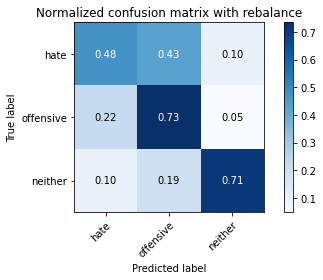 Normalized confusion matrix with rebalance
hate 0.48 0.43 0.10
offensive 0.22 0.73 0.05
neither 0.10 0.19 0.71
True label
hate offensive neither
Predicted label
0.7
0.6
0.5
0.4
0.3
0.2
0.1